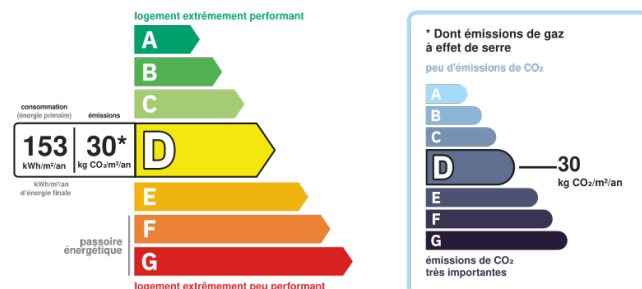 logement extrêmement performant
A
B
C
consommation
(énergie primaire)
émissions
153
kWh/m²/an
30*
kg CO₂/m²/an
D
kWh/m²/an
d'énergie finale
E
F
G
passoire
énergétique
logement extrêmement peu performant
* Dont émissions de gaz
à effet de serre
peu d'émissions de CO₂
A
B
C
D
30
kg CO₂/m²/an
E
F
G
émissions de CO₂
très importantes